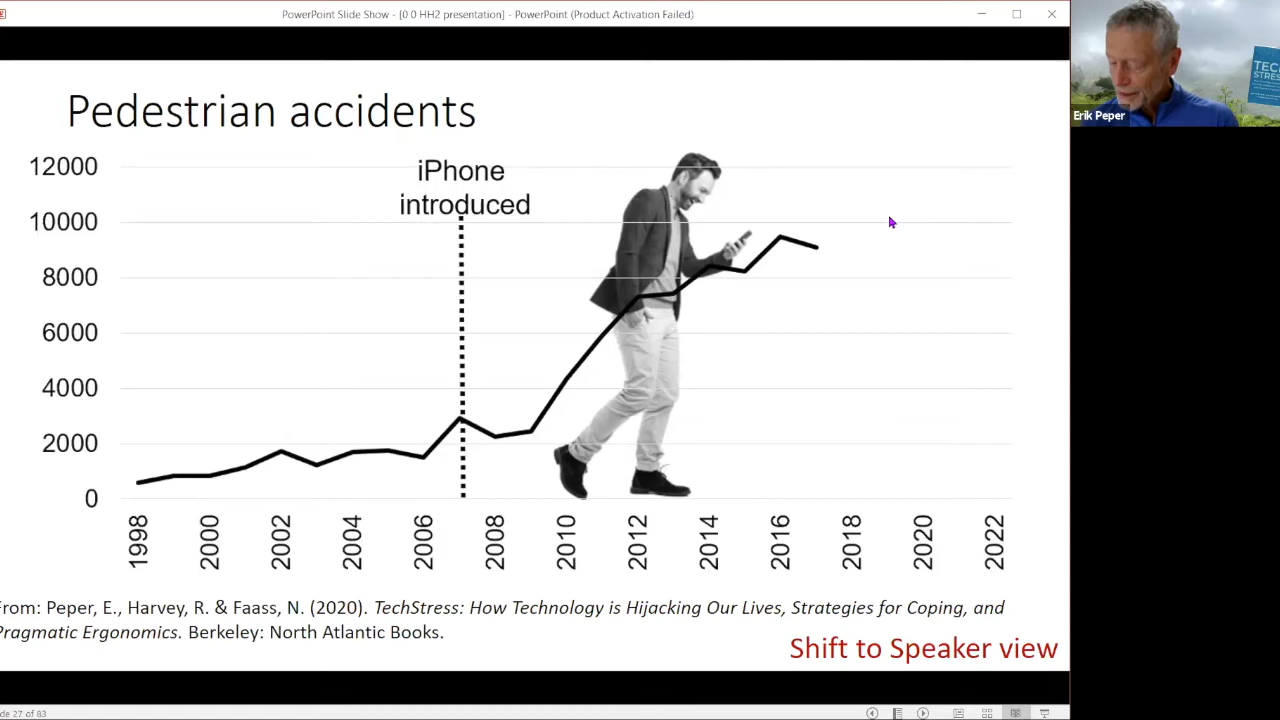 PowerPoint Slide Show - [0 0 HH2 presentation] - PowerPoint (Product Activation Failed)
TECH
STRES
Erik Peper
Pedestrian accidents
iPhone
introduced
12000
10000
8000
6000
4000
2000
0
1998
2000
2002
2004
2006
2008
2010
2012
2014
2016
2018
2020
2022
From: Peper, E., Harvey, R. & Faass, N. (2020). TechStress: How Technology is Hijacking Our Lives, Strategies for Coping, and
Pragmatic Ergonomics. Berkeley: North Atlantic Books.
Shift to Speaker view
de 27 of 83